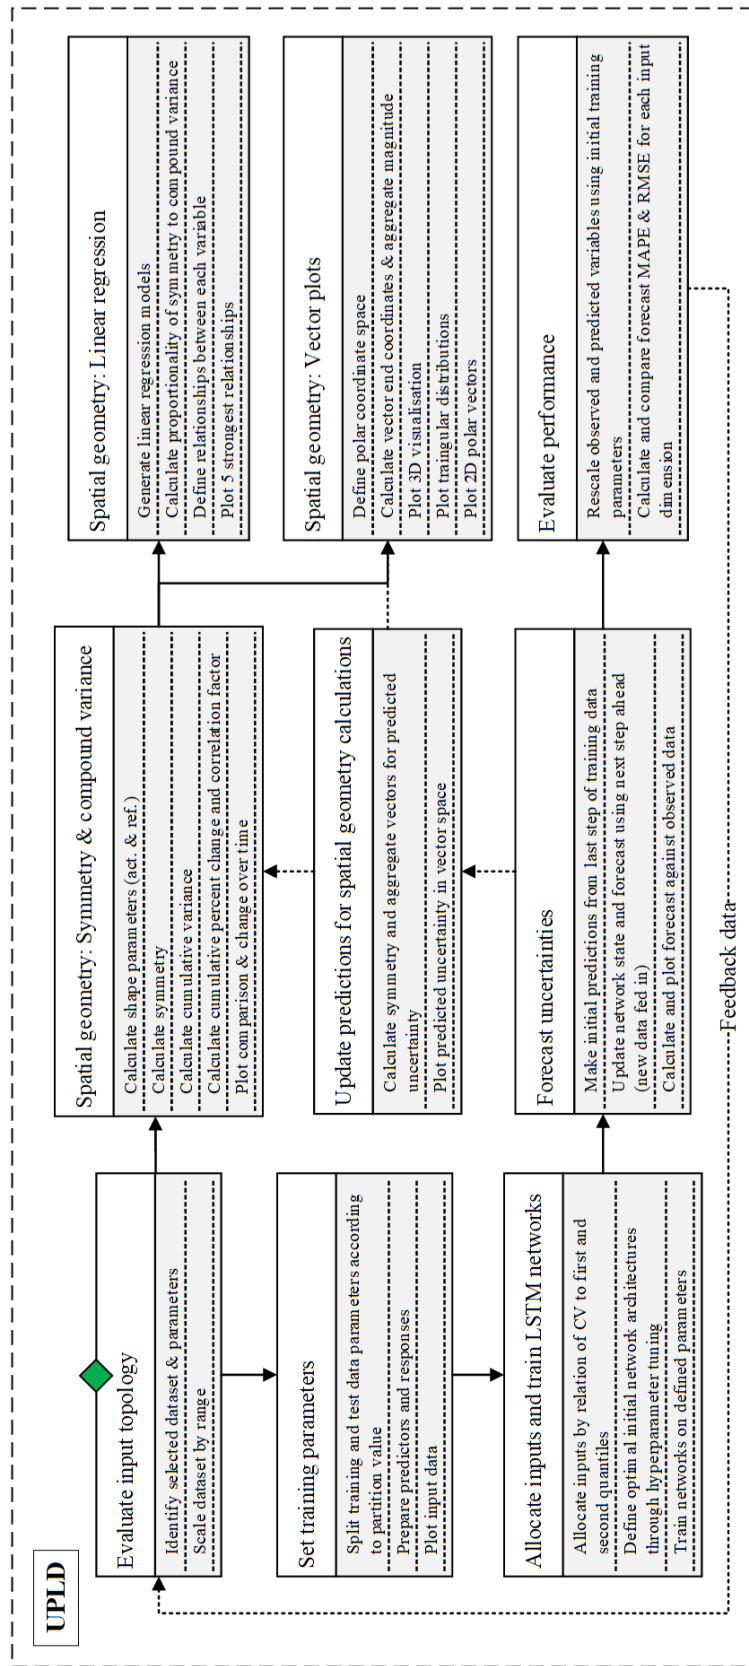 UPLD
Evaluate input topology
Identify selected dataset & parameters
Scale dataset by range
Set training parameters
Split training and test data parameters according
to partition value
Prepare predictors and responses
Plot input data
Allocate inputs and train LSTM networks
Allocate inputs by relation of CV to first and
second quantiles
Define optimal initial network architectures
through hyperparameter tuning
Train networks on defined parameters
Spatial geometry: Symmetry & compound variance
Calculate shape parameters (act. & ref.)
Calculate symmetry
Calculate cumulative variance
Calculate cumulative percent change and correlation factor
Plot comparison & change over time
Update predictions for spatial geometry calculations
Calculate symmetry and aggregate vectors for predicted
uncertainty
Plot predicted uncertainty in vector space
Forecast uncertainties
Make initial predictions from last step of training data
Update network state and forecast using next step ahead
(new data fed in)
Calculate and plot forecast against observed data
Spatial geometry: Linear regression
Generate linear regression models
Calculate proportionality of symmetry to compound variance
Define relationships between each variable
Plot 5 strongest relationships
Spatial geometry: Vector plots
Define polar coordinate space
Calculate vector end coordinates & aggregate magnitude
Plot 3D visualisation
Plot traingular distributions
Plot 2D polar vectors
Evaluate performance
Rescale observed and predicted variables using initial training
parameters
Calculate and compare forecast MAPE & RMSE for each input
dimension
Feedback data